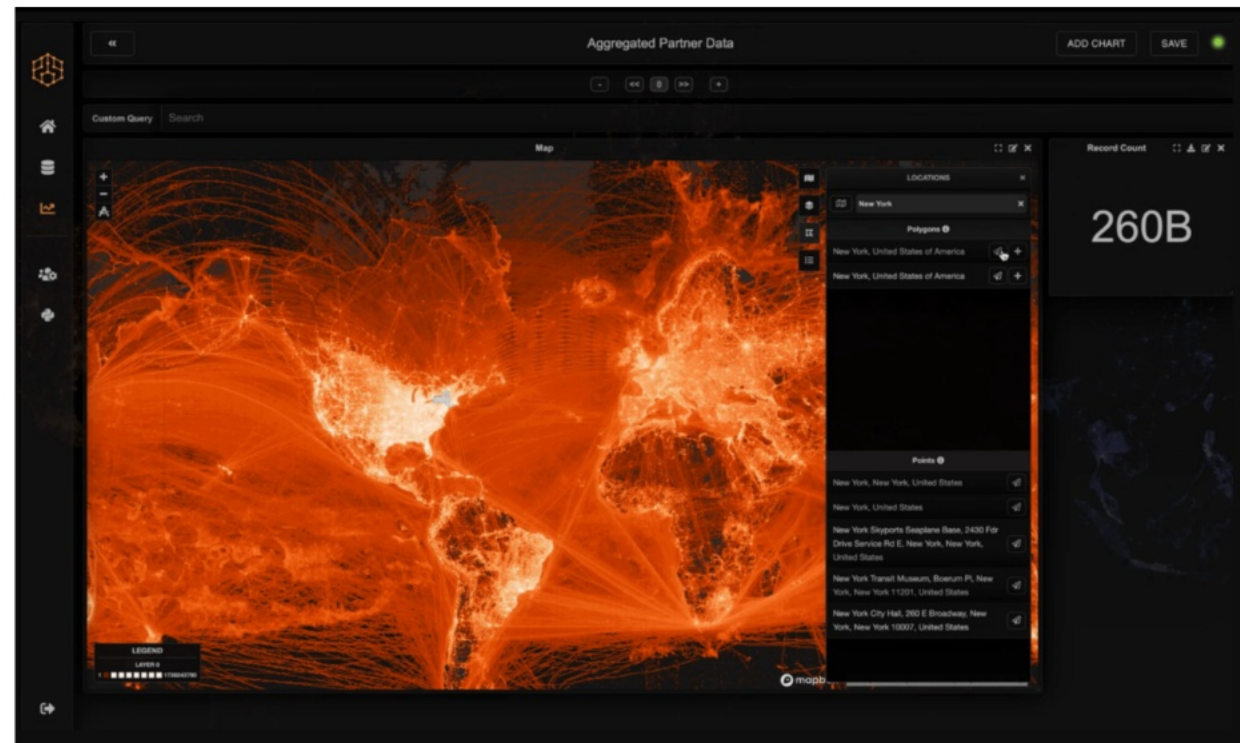 «
Aggregated Partner Data
ADD CHART
SAVE
- << 0 >> +
Custom Query Search
Map
Record Count
+
-
LOCATIONS
New York
Polygons
New York, United States of America
+
New York, United States of America
+
260B
Points
New York, New York, United States
New York, United States
New York Skyports Seaplane Base, 2430 Fdr
Drive Service Rd E, New York, New York,
United States
New York Transit Museum, Boerum Pl, New
York, New York 11201, United States
New York City Hall, 260 E Broadway, New
York, New York 10007, United States
LEGEND
1
mapb